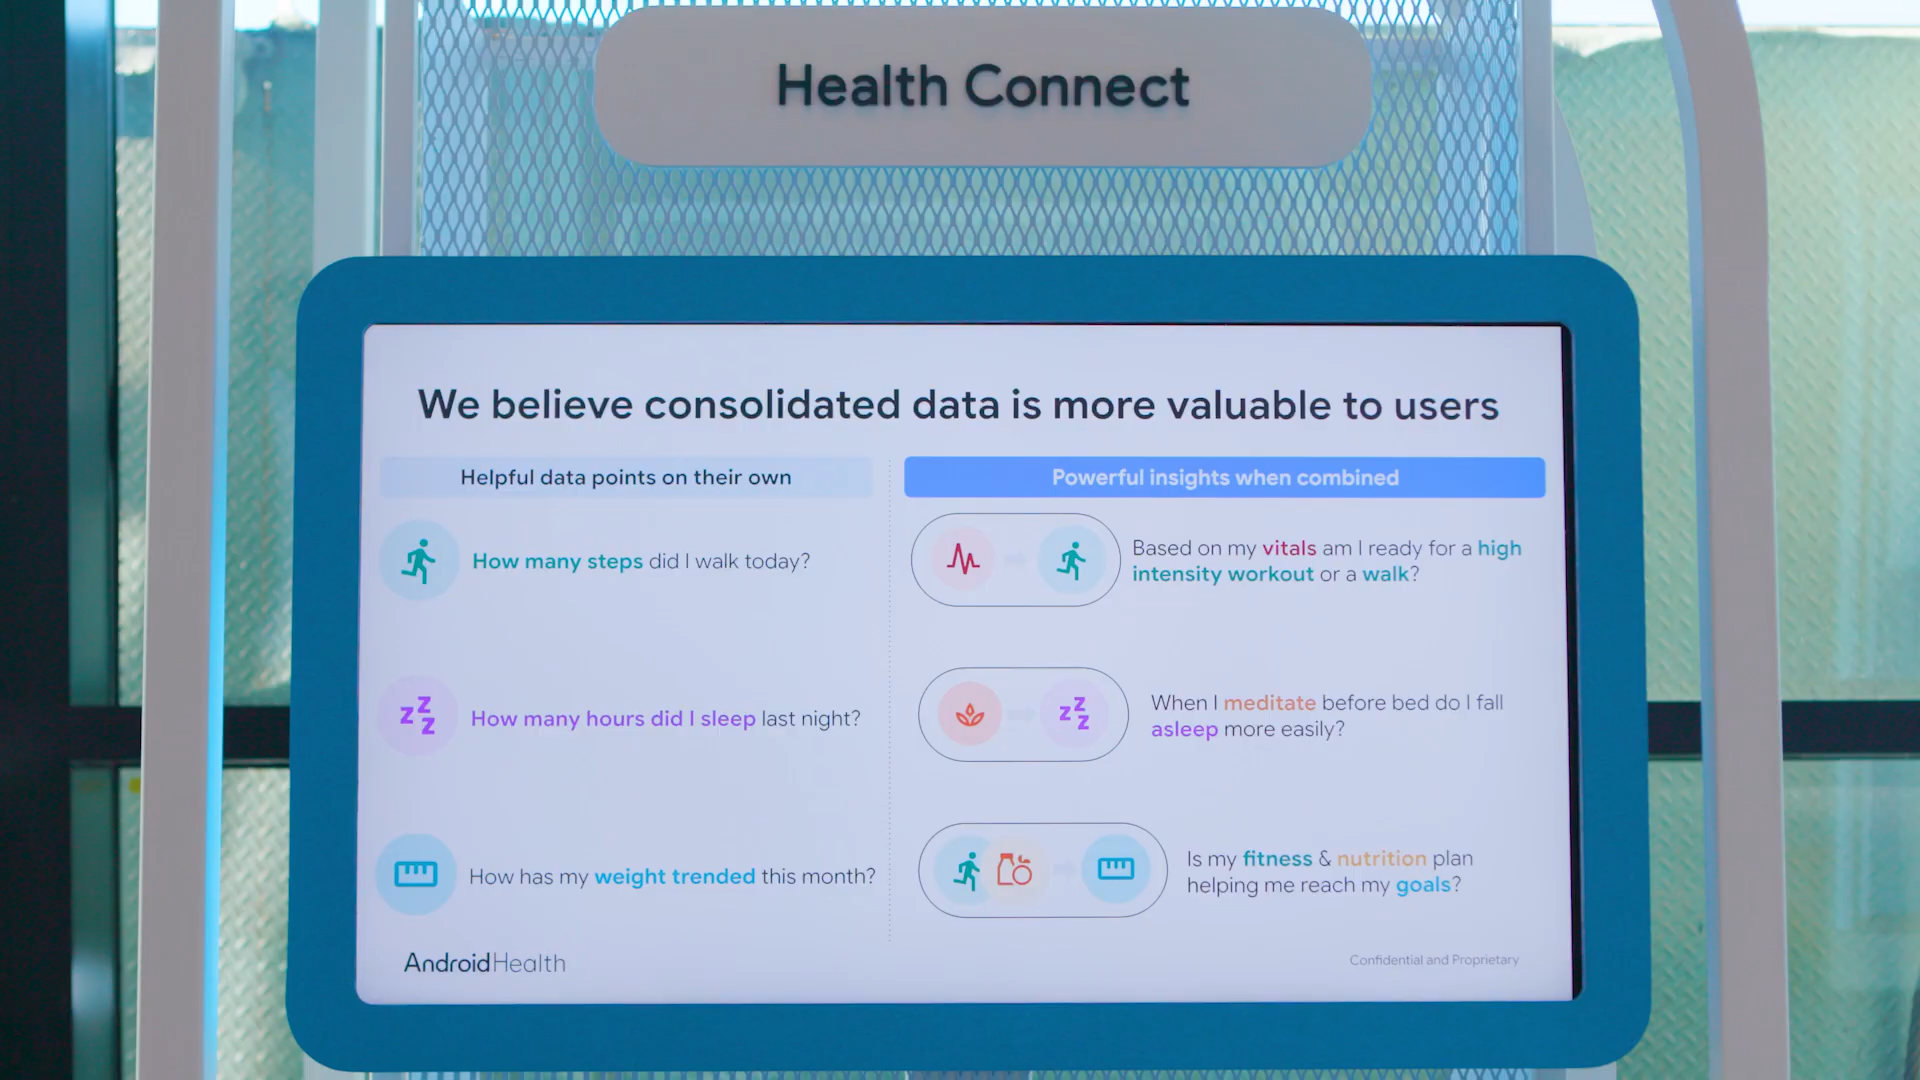 Health Connect
We believe consolidated data is more valuable to users
Helpful data points on their own
How many steps did I walk today?
zzz
How many hours did I sleep last night?
How has my weight trended this month?
Powerful insights when combined
Based on my vitals am I ready for a high
intensity workout or a walk?
zzz
When I meditate before bed do I fall
asleep more easily?
Is my fitness & nutrition plan
helping me reach my goals?
AndroidHealth
Confidential and Proprietary